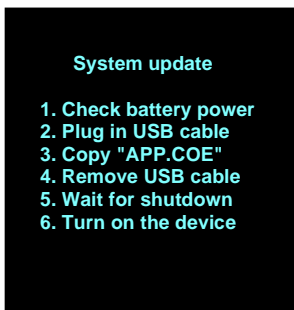 System update
1. Check battery power
2. Plug in USB cable
3. Copy "APP.COE"
4. Remove USB cable
5. Wait for shutdown
6. Turn on the device